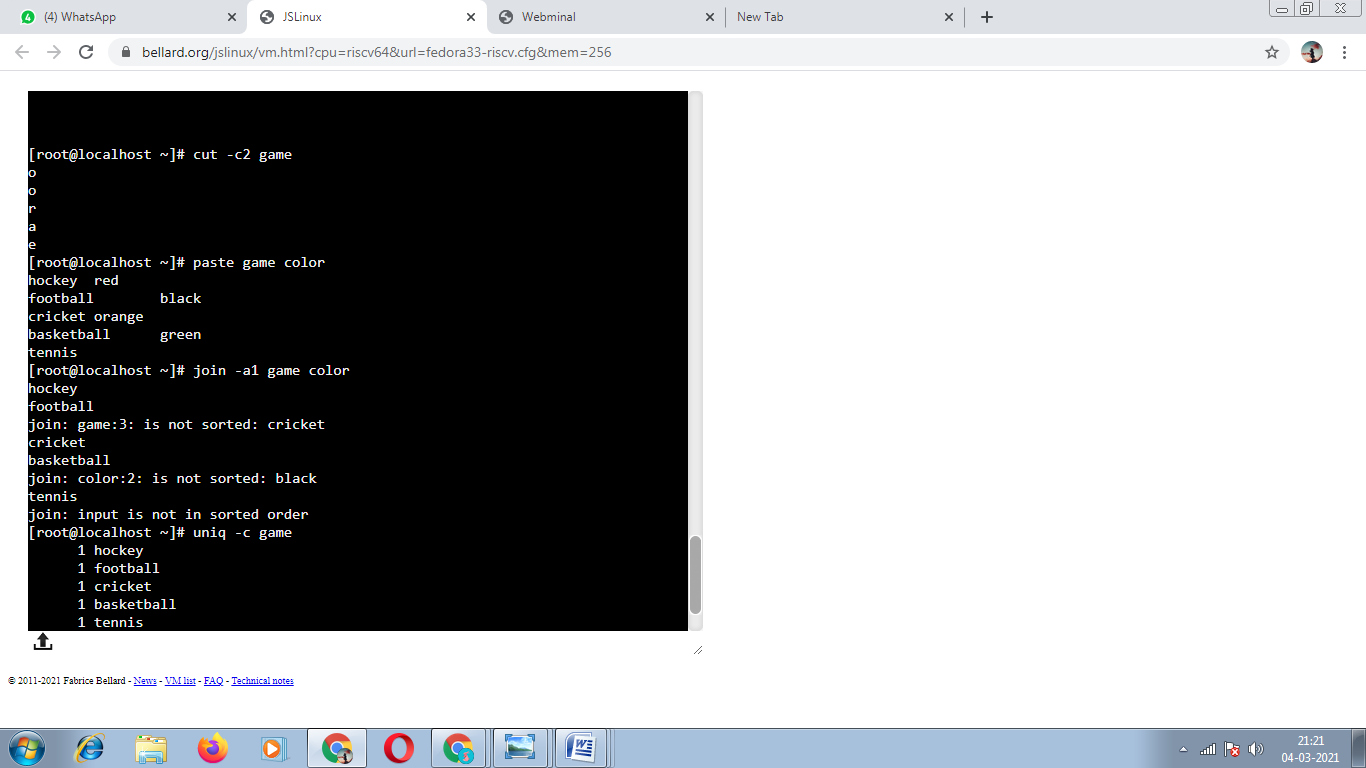 (4) WhatsApp
JSLinux
Webminal
New Tab
bellard.org/jslinux/vm.html?cpu=riscv64&url=fedora33-riscv.cfg&mem=256
[root@localhost ~]# cut -c2 game
o
o
r
a
e
[root@localhost ~]# paste game color
hockey  red
football        black
cricket orange
basketball      green
tennis
[root@localhost ~]# join -a1 game color
hockey
football
join: game:3: is not sorted: cricket
cricket
basketball
join: color:2: is not sorted: black
tennis
join: input is not in sorted order
[root@localhost ~]# uniq -c game
      1 hockey
      1 football
      1 cricket
      1 basketball
      1 tennis
© 2011-2021 Fabrice Bellard - News - VM list - FAQ - Technical notes
21:21
04-03-2021